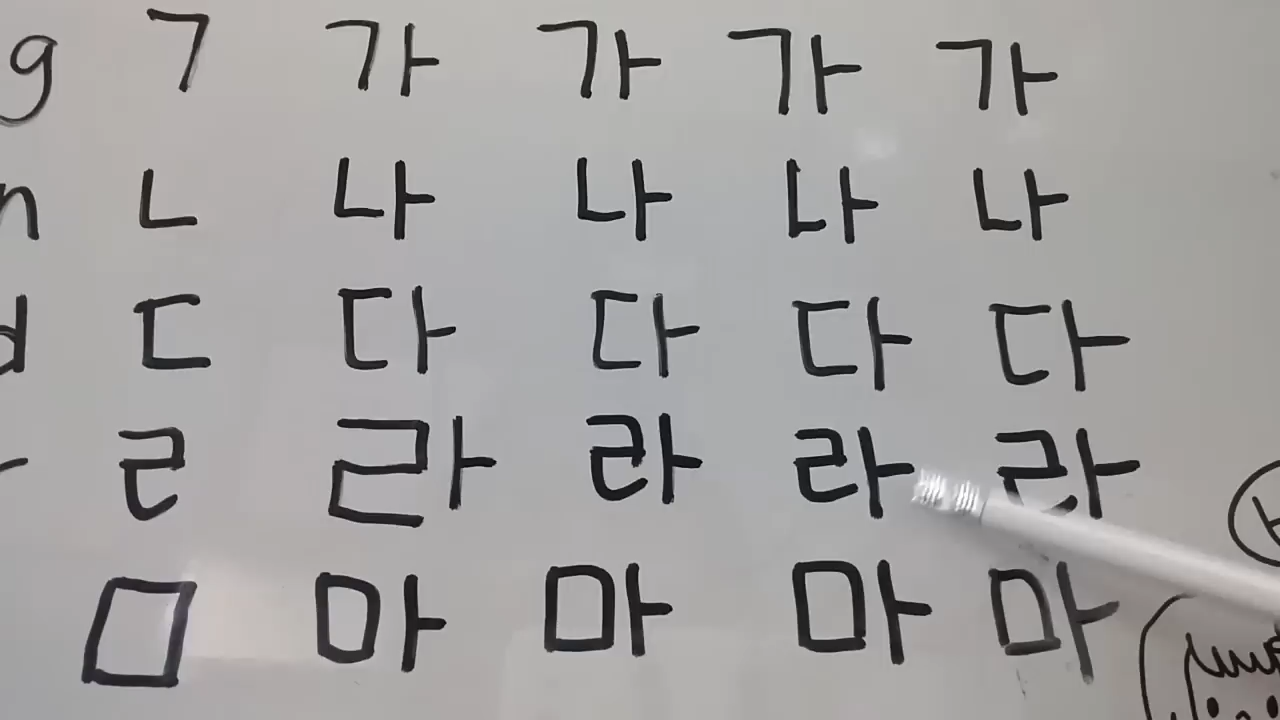 g ㄱ 가 가 가 가
n ㄴ 나 나 나 나
d ㄷ 다 다 다 다
ㄹ 라 라 라 라
ㅁ 마 마 마 마